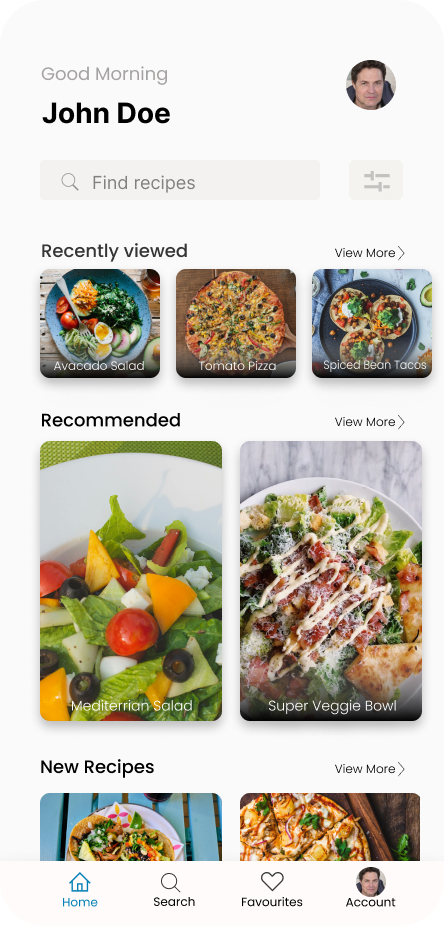 Good Morning
John Doe
Find recipes
Recently viewed
View More
Avacado Salad
Tomato Pizza
Spiced Bean Tacos
Recommended
View More
Mediterrian Salad
Super Veggie Bowl
New Recipes
View More
Home
Search
Favourites
Account